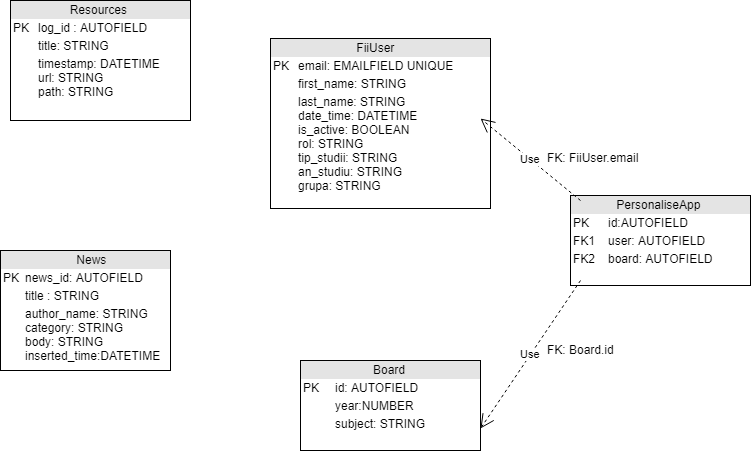 Resources
PK log_id : AUTOFIELD
title: STRING
timestamp: DATETIME
url: STRING
path: STRING
FiiUser
PK email: EMAILFIELD UNIQUE
first_name: STRING
last_name: STRING
date_time: DATETIME
is_active: BOOLEAN
rol: STRING
tip_studii: STRING
an_studiu: STRING
grupa: STRING
Use FK: FiiUser.email
PersonaliseApp
PK id:AUTOFIELD
FK1 user: AUTOFIELD
FK2 board: AUTOFIELD
News
PK news_id: AUTOFIELD
title : STRING
author_name: STRING
category: STRING
body: STRING
inserted_time:DATETIME
Use FK: Board.id
Board
PK id: AUTOFIELD
year:NUMBER
subject: STRING